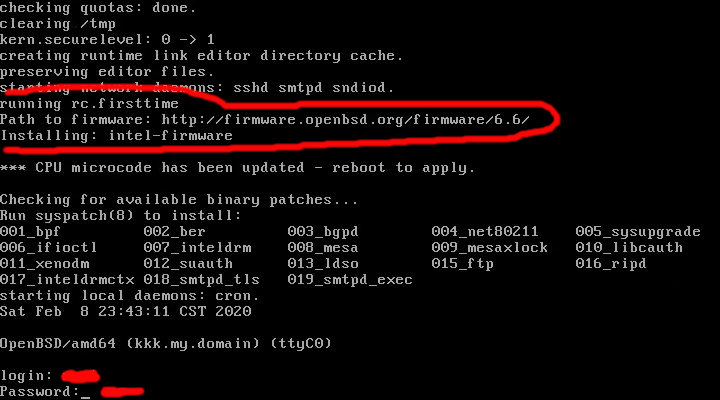 checking quotas: done.
clearing /tmp
kern.securelevel: 0 -> 1
creating runtime link editor directory cache.
preserving editor files.
starting network daemons: sshd smtpd sndiod.
running rc.firsttime
Path to firmware: http://firmware.openbsd.org/firmware/6.6/
Installing: intel-firmware
*** CPU microcode has been updated - reboot to apply.
Checking for available binary patches...
Run syspatch(8) to install:
001_bpf 002_ber 003_bgpd 004_net80211 005_sysupgrade
006_ifioctl 007_inteldrm 008_mesa 009_mesaxlock 010_libcauth
011_xenodm 012_suauth 013_ldso 015_ftp 016_ripd
017_inteldrmctx 018_smtpd_tls 019_smtpd_exec
starting local daemons: cron.
Sat Feb  8 23:43:11 CST 2020
OpenBSD/amd64 (kkk.my.domain) (ttyC0)
login:
Password:_